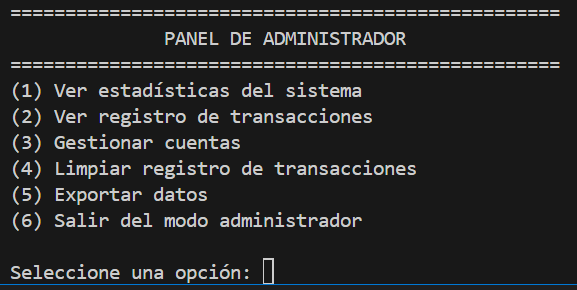 ==================================================
PANEL DE ADMINISTRADOR
==================================================
(1) Ver estadísticas del sistema
(2) Ver registro de transacciones
(3) Gestionar cuentas
(4) Limpiar registro de transacciones
(5) Exportar datos
(6) Salir del modo administrador
Seleccione una opción: